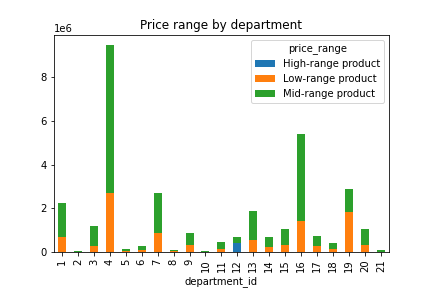 Price range by department
1e6
price_range
High-range product
Low-range product
Mid-range product
8
6
4
2
0
1 2 3 4 5 6 7 8 9 10 11 12 13 14 15 16 17 18 19 20 21
department_id